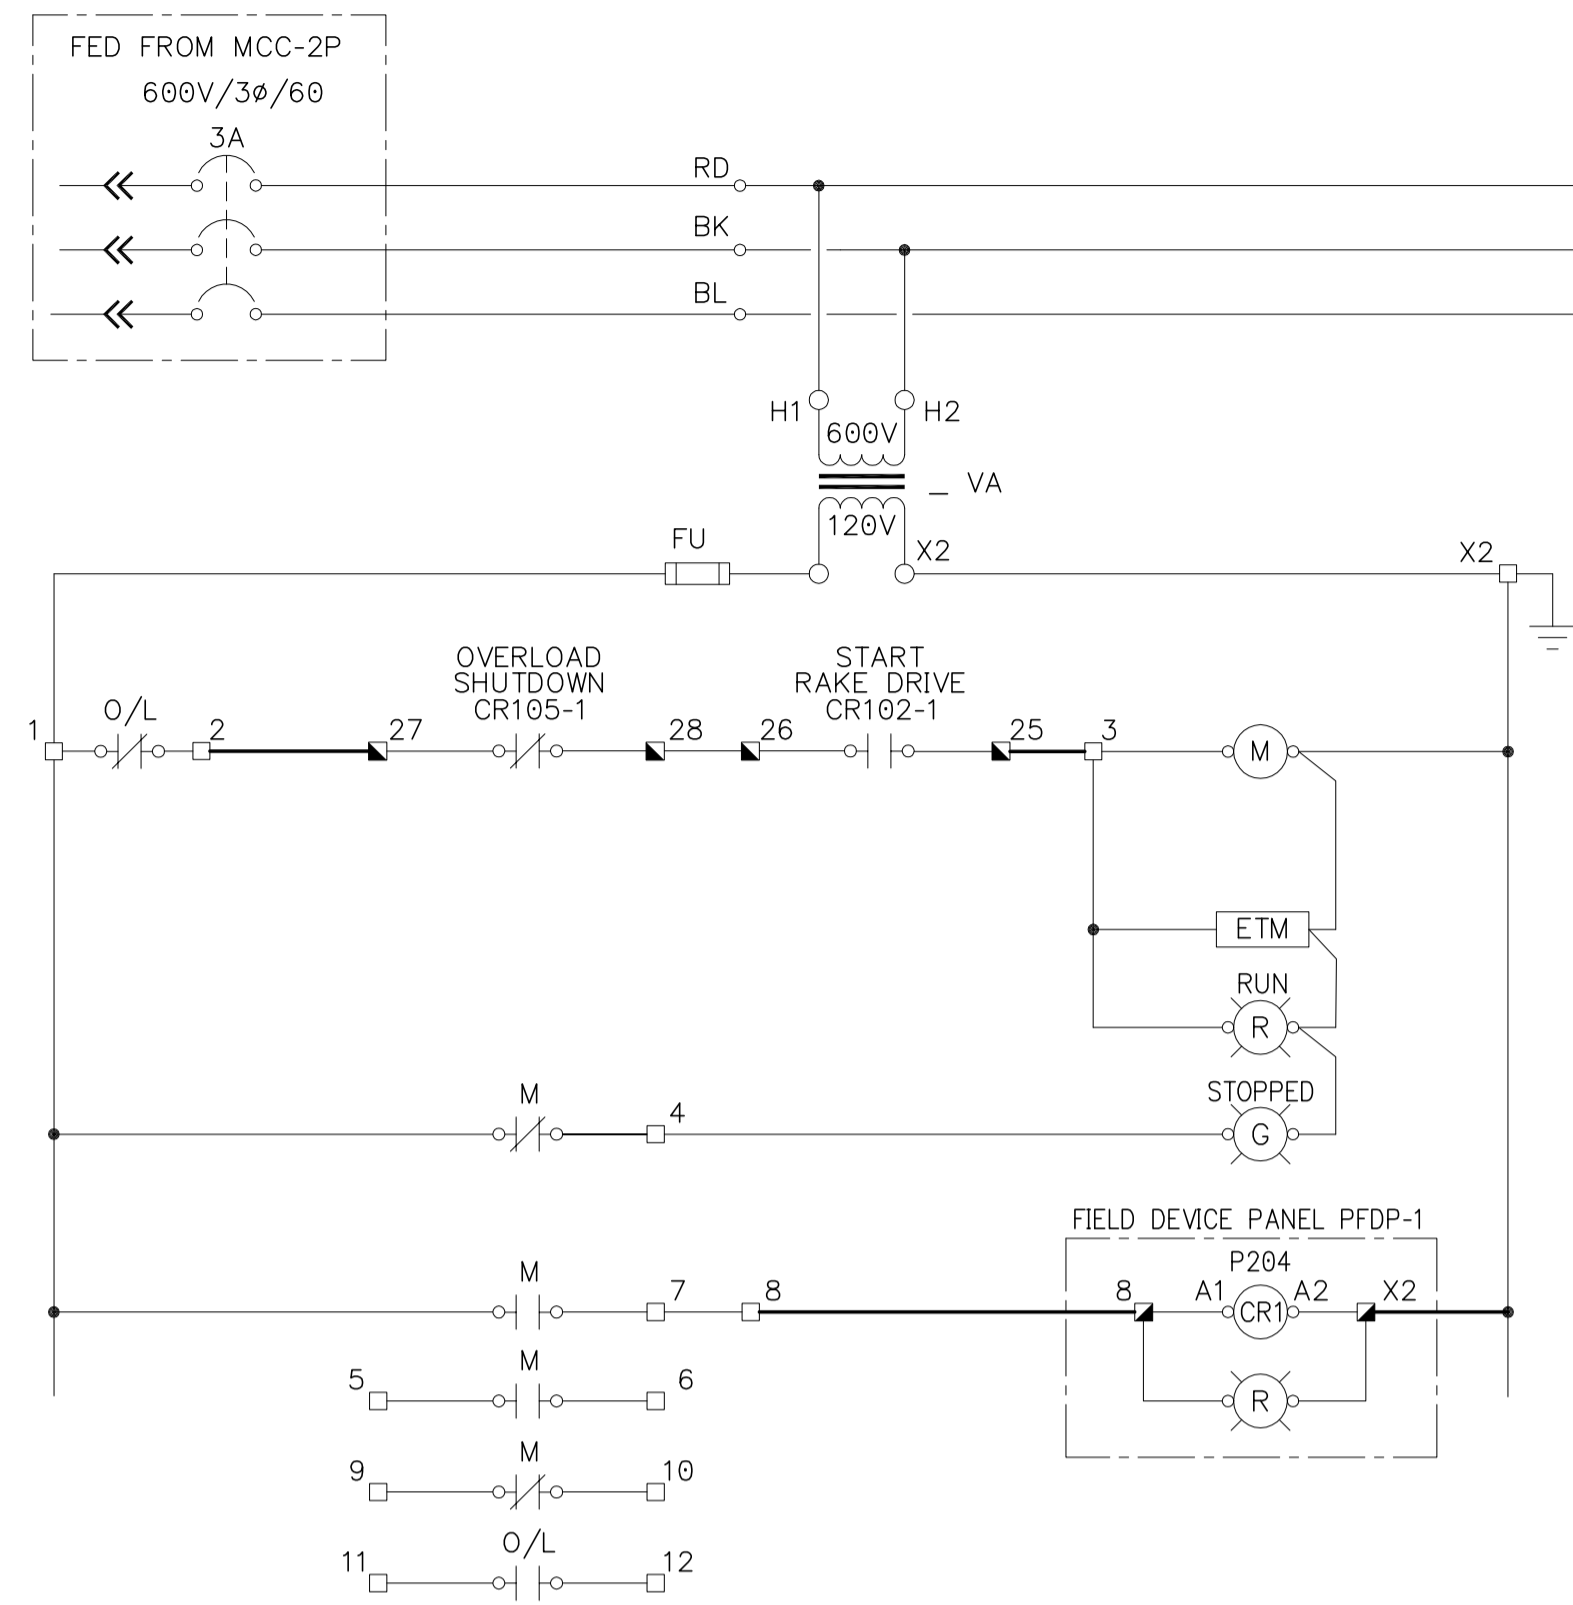 FED FROM MCC-2P
600V/3ø/60
3A
RD
BK
BL
H1
H2
600V
_ VA
120V
FU
X2
X2
OVERLOAD
SHUTDOWN
CR105-1
START
RAKE DRIVE
CR102-1
1
O/L
2
27
28
26
25
3
M
ETM
RUN
R
M
4
STOPPED
G
FIELD DEVICE PANEL PFDP-1
P204
M
7
8
8
A1
CR1
A2
X2
5
M
6
R
9
M
10
11
O/L
12